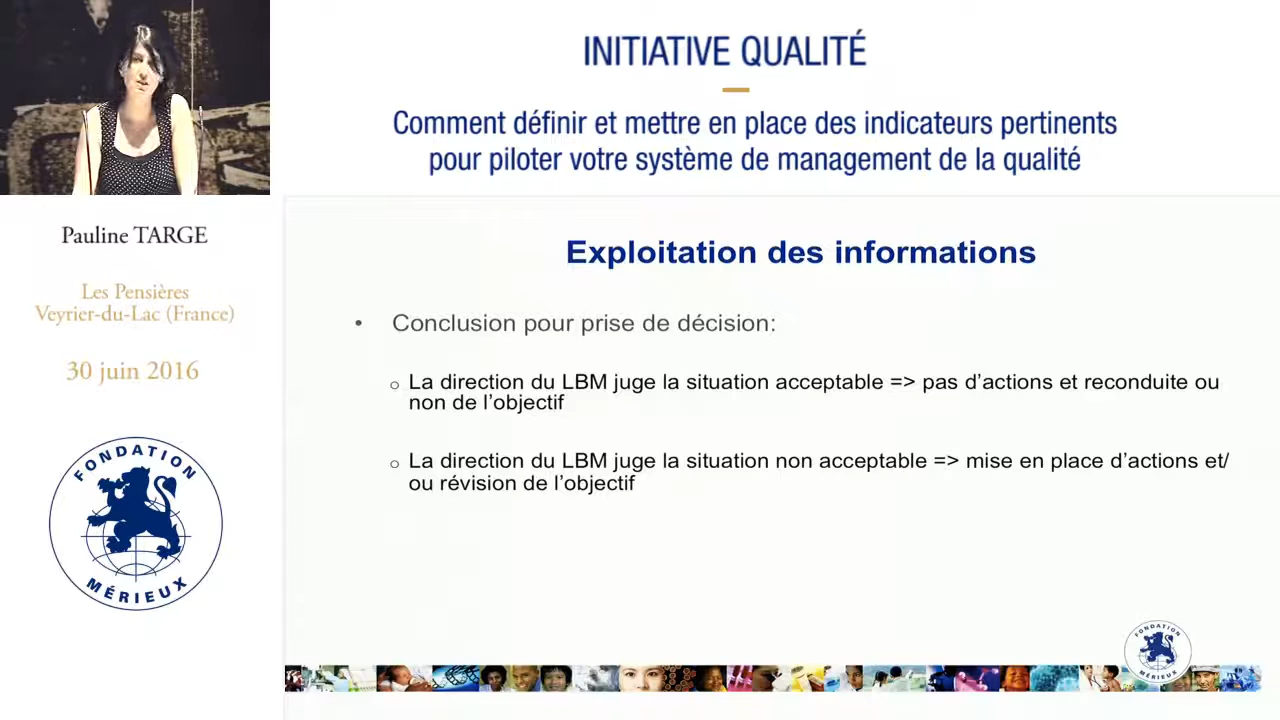 INITIATIVE QUALITÉ
Comment définir et mettre en place des indicateurs pertinents
pour piloter votre système de management de la qualité
Pauline TARGE
Les Pensières
Veyrier-du-Lac (France)
30 juin 2016
FONDATION
MÉRIEUX
Exploitation des informations
• Conclusion pour prise de décision:
o La direction du LBM juge la situation acceptable => pas d’actions et reconduite ou
non de l’objectif
o La direction du LBM juge la situation non acceptable => mise en place d’actions et/
ou révision de l’objectif
FONDATION
MÉRIEUX